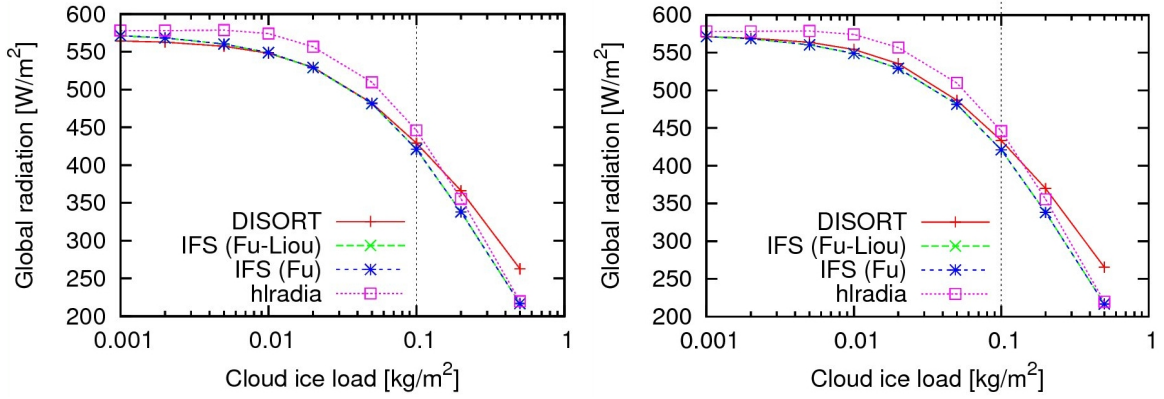 Global radiation [W/m²]
600
550
500
450
400
350
300
250
200
DISORT
IFS (Fu-Liou)
IFS (Fu)
hlradia
0.001
0.01
0.1
1
Cloud ice load [kg/m²]
Global radiation [W/m²]
600
550
500
450
400
350
300
250
200
DISORT
IFS (Fu-Liou)
IFS (Fu)
hlradia
0.001
0.01
0.1
1
Cloud ice load [kg/m²]